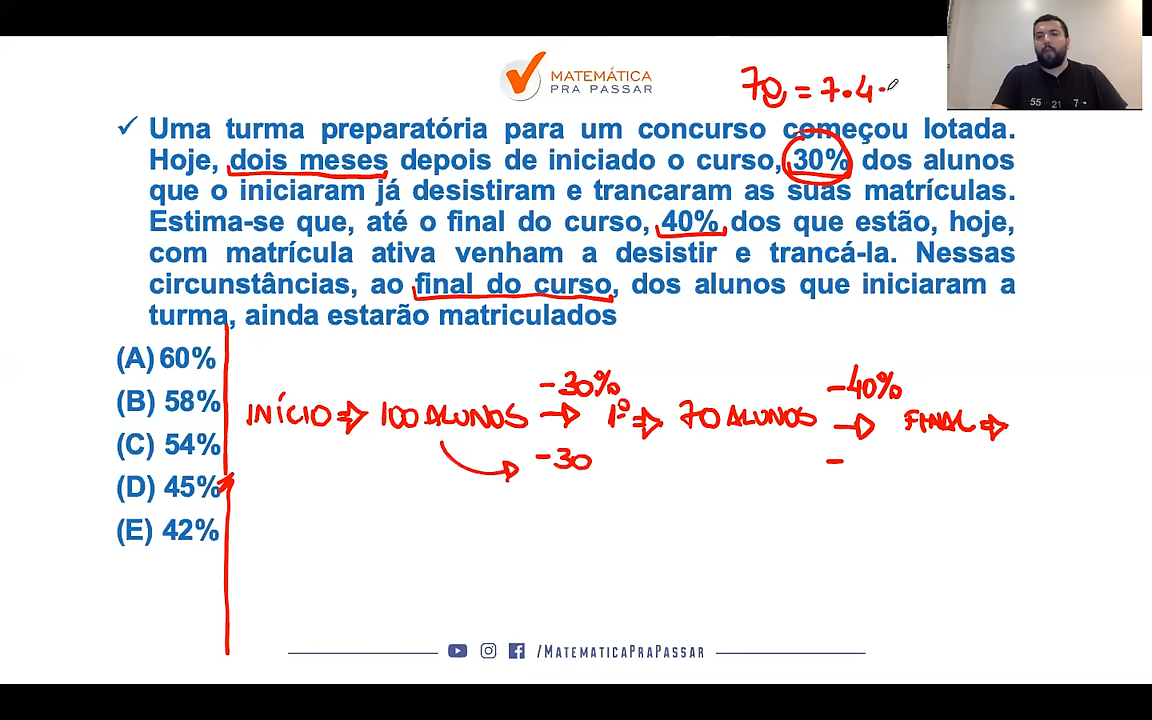 MATEMÁTICA
PRA PASSAR
70 = 7.4.
55 21 7-
✓ Uma turma preparatória para um concurso começou lotada.
Hoje, dois meses depois de iniciado o curso, 30% dos alunos
que o iniciaram já desistiram e trancaram as suas matrículas.
Estima-se que, até o final do curso, 40% dos que estão, hoje,
com matrícula ativa venham a desistir e trancá-la. Nessas
circunstâncias, ao final do curso, dos alunos que iniciaram a
turma, ainda estarão matriculados
(A) 60%
(B) 58%
(C) 54%
(D) 45%
(E) 42%
-30% -40%
INÍCIO ⇒ 100 ALUNOS → 1º ⇒ 70 ALUNOS → FINAL ⇒
-30 -
/MATEMATICAPRAPASSAR